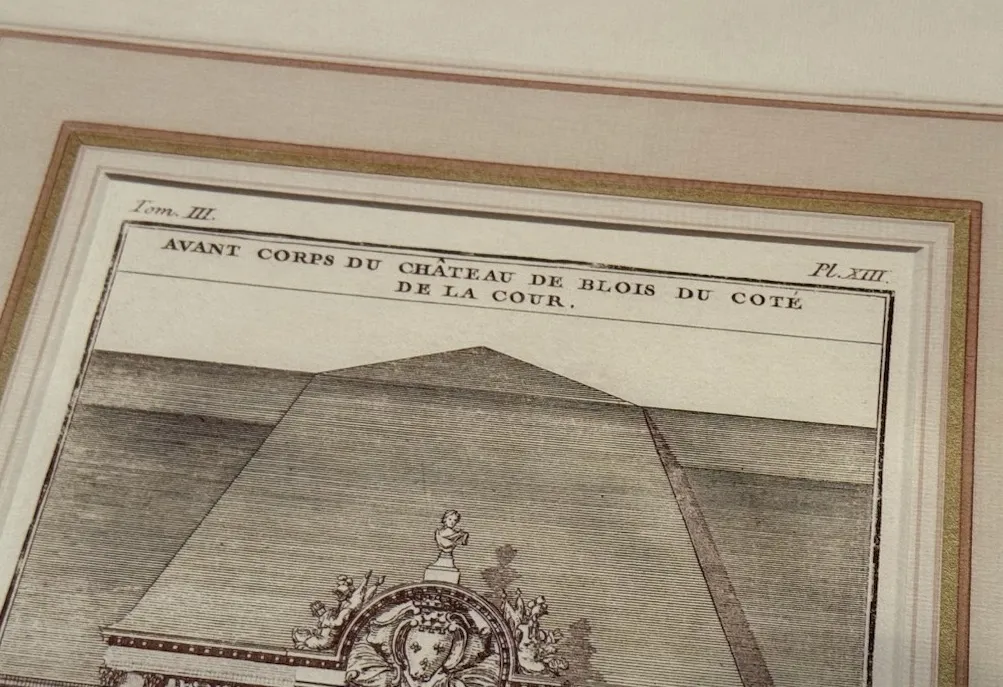 Tom. III.
Pl. XIII.
AVANT CORPS DU CHÂTEAU DE BLOIS DU COTÉ
DE LA COUR.